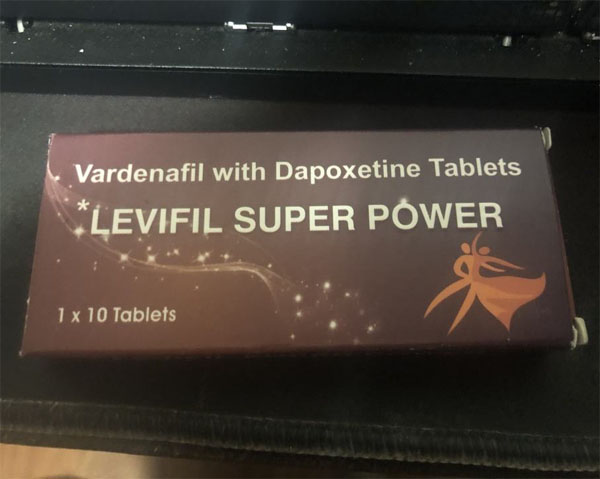 Vardenafil with Dapoxetine Tablets
*LEVIFIL SUPER POWER
1 x 10 Tablets